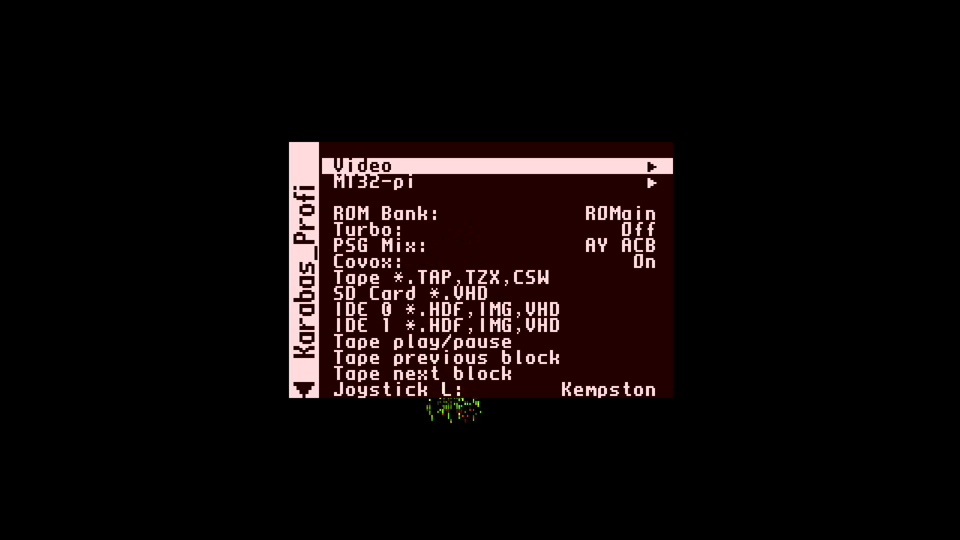 Karabas_Profi
Video
MT32-pi
ROM Bank: ROMain
Turbo: Off
PSG Mix: AY ACB
Covox: On
Tape *.TAP,TZX,CSW
SD Card *.VHD
IDE 0 *.HDF,IMG,VHD
IDE 1 *.HDF,IMG,VHD
Tape play/pause
Tape previous block
Tape next block
Joystick L: Kempston